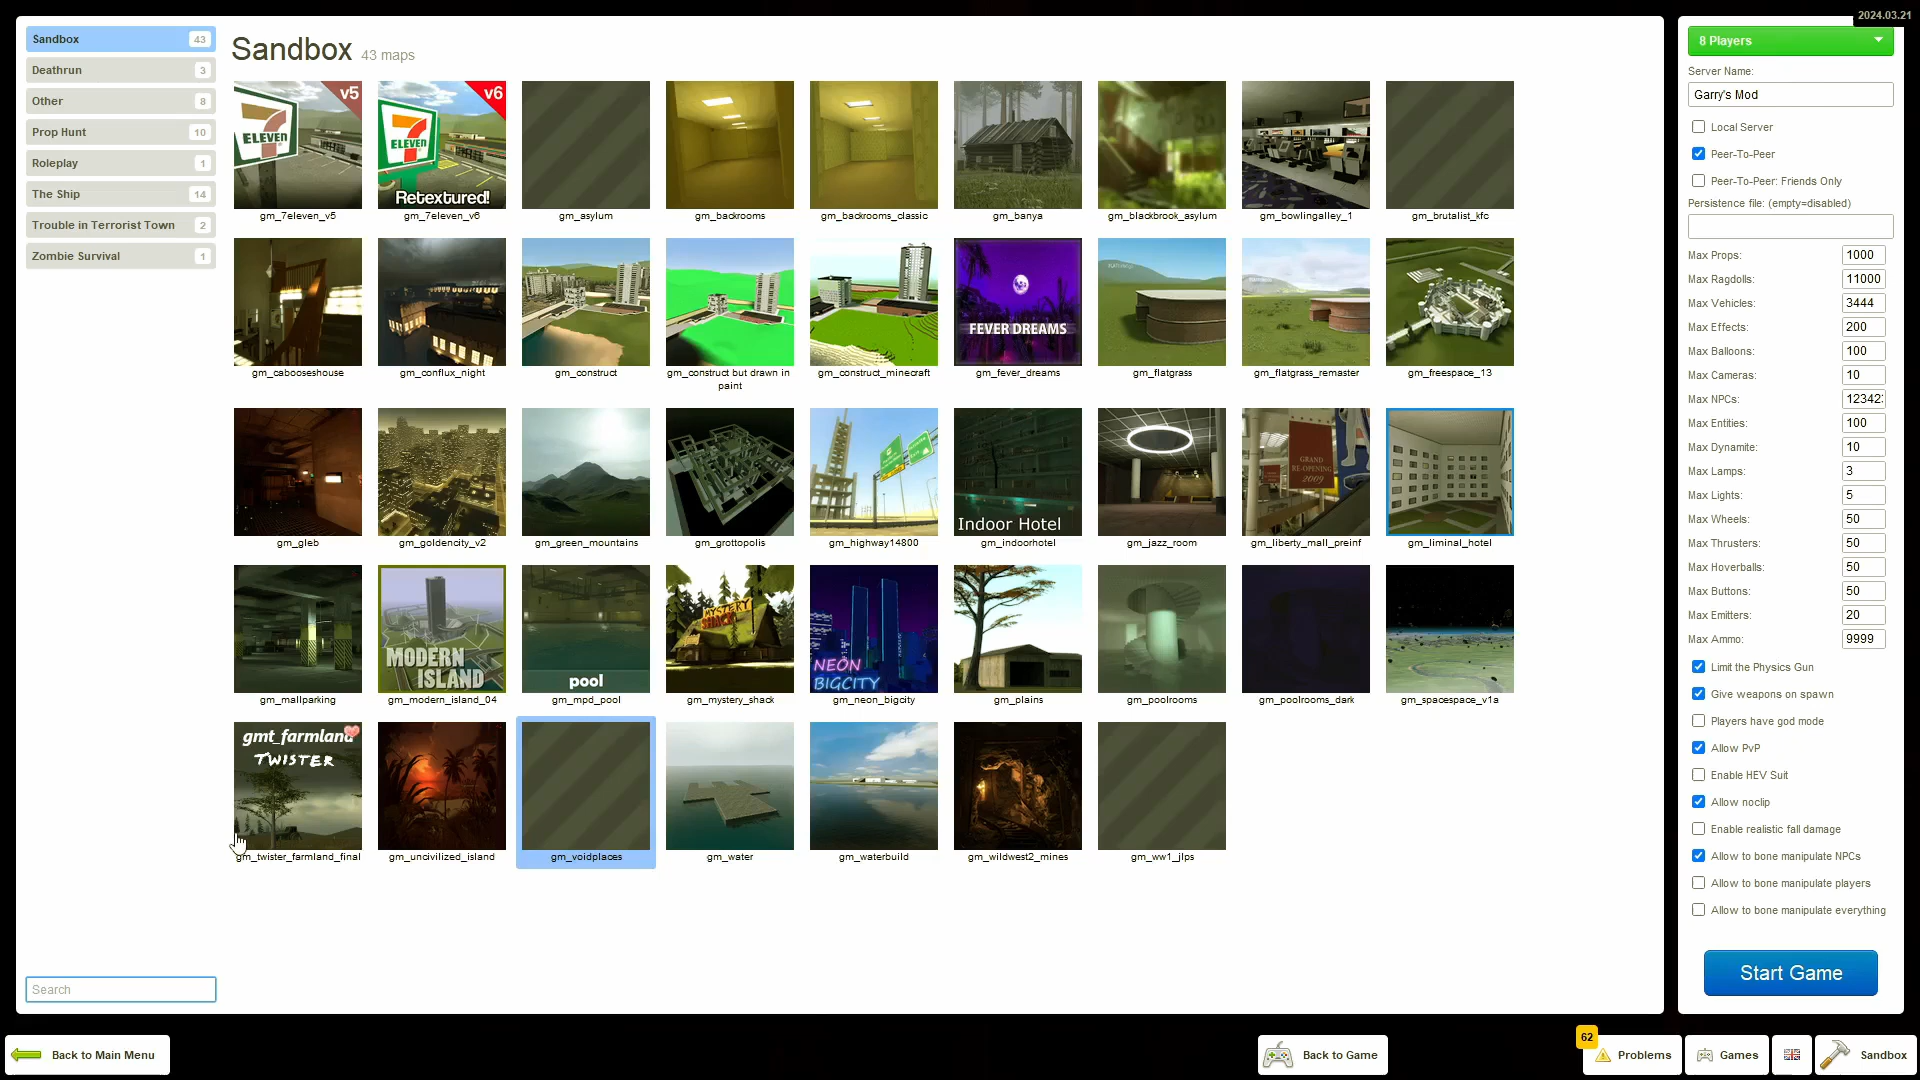 2024.03.21
Sandbox 43
Deathrun 3
Other 8
Prop Hunt 10
Roleplay 1
The Ship 14
Trouble in Terrorist Town 2
Zombie Survival 1
Search
Sandbox 43 maps
7 ELEVEN v5
7 ELEVEN v6
Retextured!
gm_7eleven_v5
gm_7eleven_v6
gm_asylum
gm_backrooms
gm_backrooms_classic
gm_banya
gm_blackbrook_asylum
gm_bowlingalley_1
gm_brutalist_kfc
FEVER DREAMS
gm_cabooseshouse
gm_conflux_night
gm_construct
gm_construct but drawn in
paint
gm_construct_minecraft
gm_fever_dreams
gm_flatgrass
gm_flatgrass_remaster
gm_freespace_13
Indoor Hotel
GRAND
RE-OPENING
2009
gm_gleb
gm_goldencity_v2
gm_green_mountains
gm_grottopolis
gm_highway14800
gm_indoorhotel
gm_jazz_room
gm_liberty_mall_preinf
gm_liminal_hotel
MODERN
ISLAND
pool
MYSTERY
SHACK
NEON
BIGCITY
gm_mallparking
gm_modern_island_04
gm_mpd_pool
gm_mystery_shack
gm_neon_bigcity
gm_plains
gm_poolrooms
gm_poolrooms_dark
gm_spacespace_v1a
gmt_farmland
TWISTER
gm_twister_farmland_final
gm_uncivilized_island
gm_voidplaces
gm_water
gm_waterbuild
gm_wildwest2_mines
gm_ww1_jlps
8 Players
Server Name:
Garry's Mod
Local Server
Peer-To-Peer
Peer-To-Peer: Friends Only
Persistence file: (empty=disabled)
Max Props: 1000
Max Ragdolls: 11000
Max Vehicles: 3444
Max Effects: 200
Max Balloons: 100
Max Cameras: 10
Max NPCs: 12342
Max Entities: 100
Max Dynamite: 10
Max Lamps: 3
Max Lights: 5
Max Wheels: 50
Max Thrusters: 50
Max Hoverballs: 50
Max Buttons: 50
Max Emitters: 20
Max Ammo: 9999
Limit the Physics Gun
Give weapons on spawn
Players have god mode
Allow PvP
Enable HEV Suit
Allow noclip
Enable realistic fall damage
Allow to bone manipulate NPCs
Allow to bone manipulate players
Allow to bone manipulate everything
Start Game
Back to Main Menu
Back to Game
62
Problems
Games
Sandbox